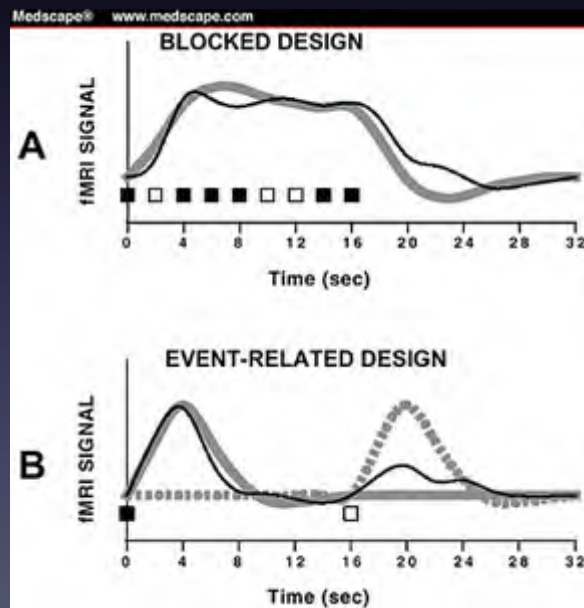 Medscape® www.medscape.com
BLOCKED DESIGN
A
fMRI SIGNAL
0 4 8 12 16 20 24 28 32
Time (sec)
EVENT-RELATED DESIGN
B
fMRI SIGNAL
0 4 8 12 16 20 24 28 32
Time (sec)